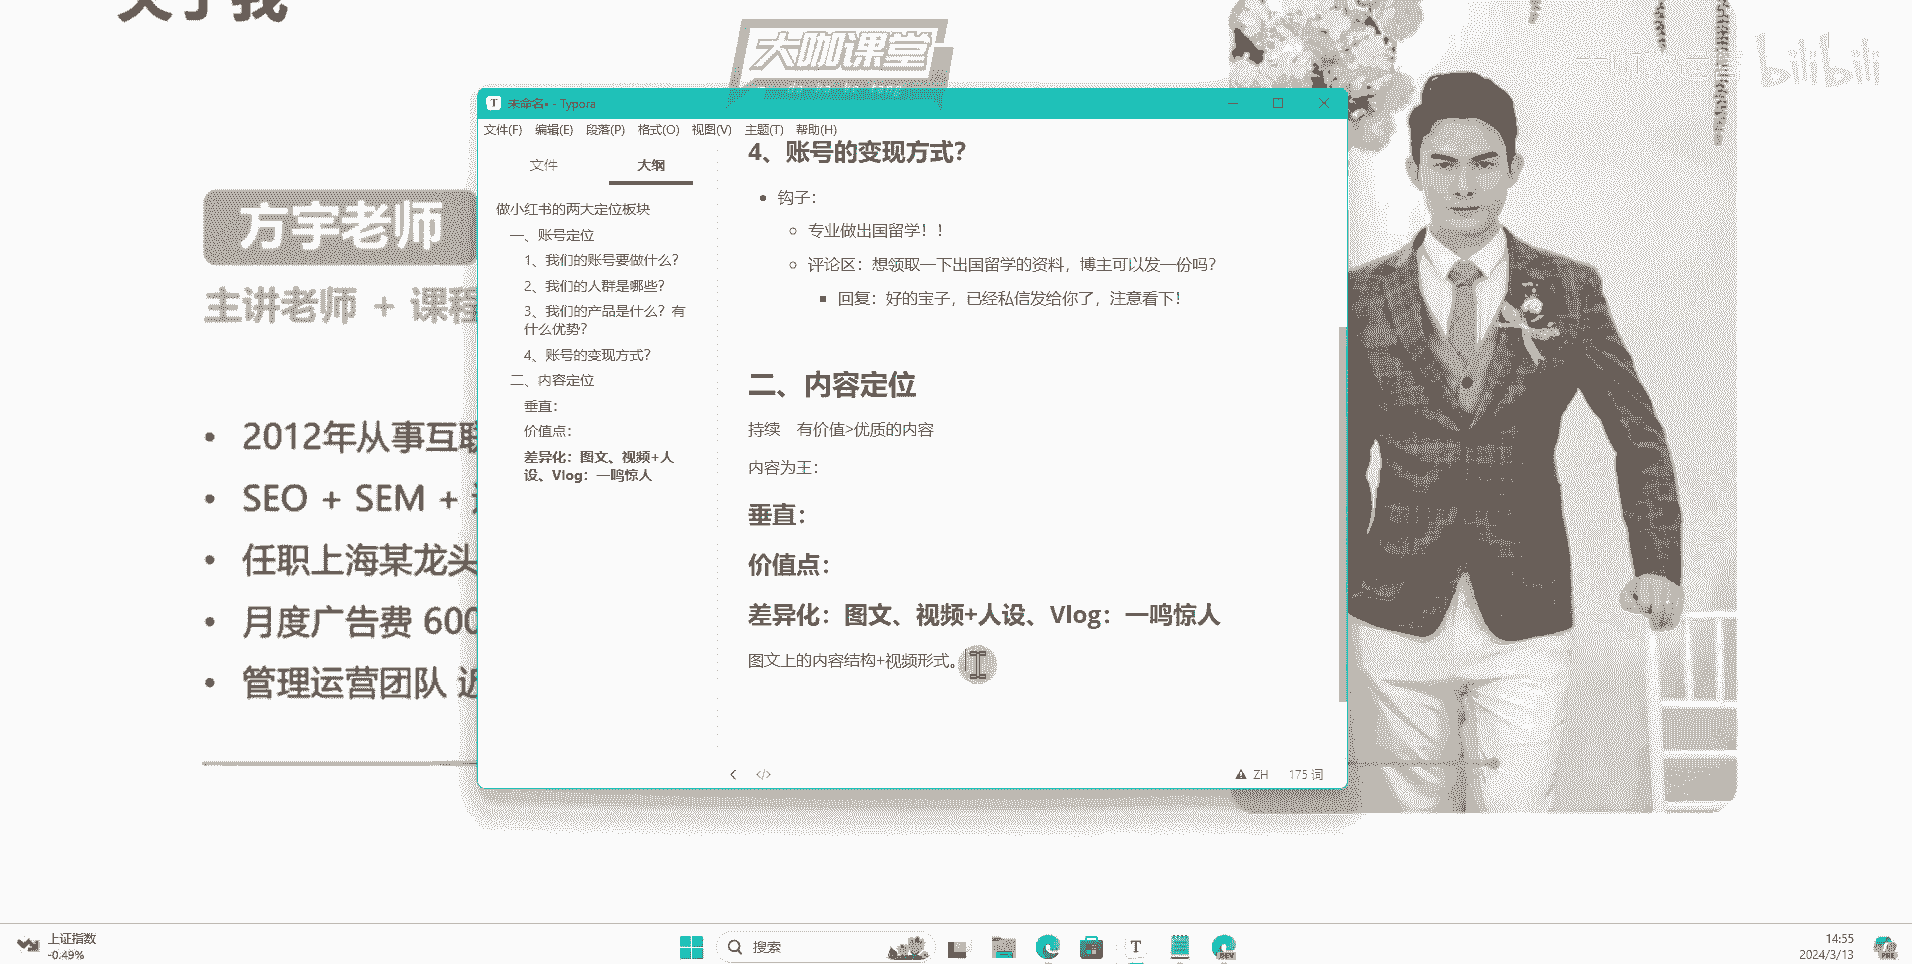 关于我
大咖课堂
bilibili
未命名• - Typora
文件(F) 编辑(E) 段落(P) 格式(O) 视图(V) 主题(T) 帮助(H)
文件 大纲
做小红书的两大定位板块
一、账号定位
1、我们的账号要做什么?
2、我们的人群是哪些?
3、我们的产品是什么? 有
什么优势?
4、账号的变现方式?
二、内容定位
垂直:
价值点:
差异化: 图文、视频+人
设、Vlog: 一鸣惊人
4、账号的变现方式?
钩子:
专业做出国留学!!
评论区: 想领取一下出国留学的资料, 博主可以发一份吗?
回复: 好的宝子, 已经私信发给你了, 注意看下!
二、内容定位
持续 有价值>优质的内容
内容为王:
垂直:
价值点:
差异化: 图文、视频+人设、Vlog: 一鸣惊人
图文上的内容结构+视频形式。
ZH 175 词
方宇老师
主讲老师 + 课程
• 2012年从事互联
• SEO + SEM +
• 任职上海某龙头
• 月度广告费 600
• 管理运营团队 近
上证指数
-0.49%
搜索
14:55
2024/3/13